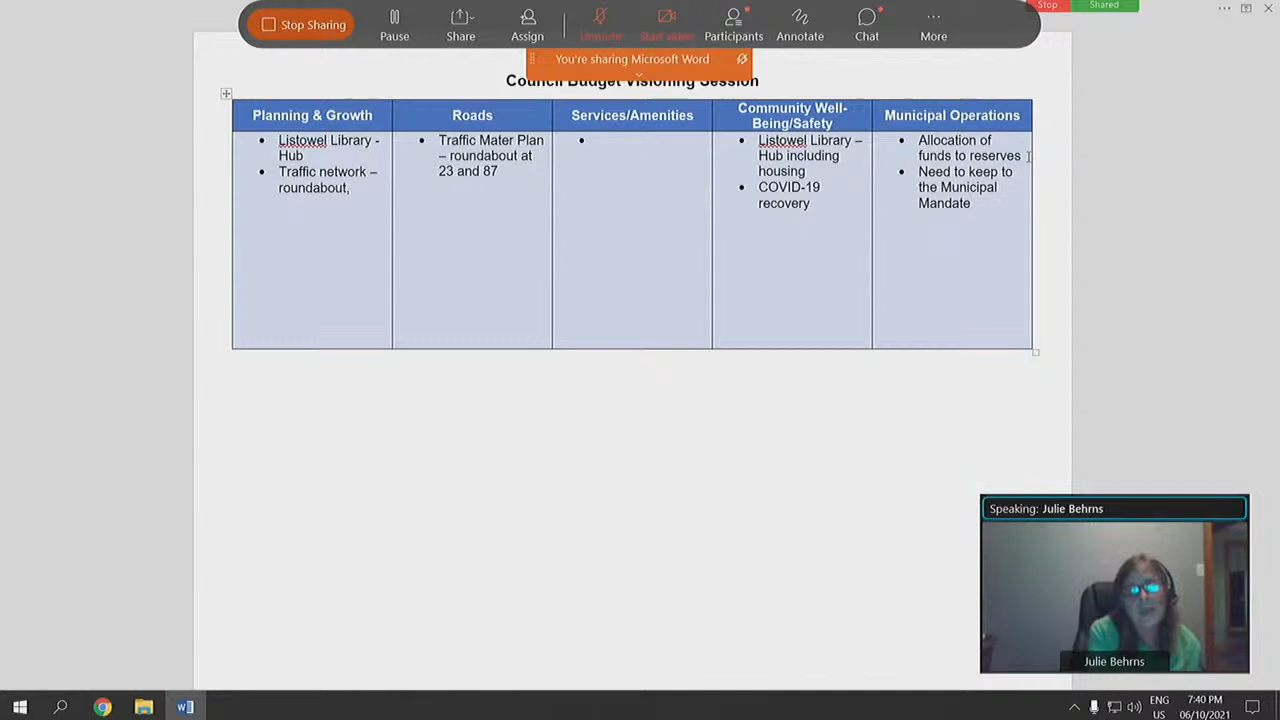 Stop
Shared
Stop Sharing
Pause
Share
Assign
Unmute
Start video
Participants
Annotate
Chat
More
You're sharing Microsoft Word
Council Budget Visioning Session
Planning & Growth
Roads
Services/Amenities
Community Well-
Being/Safety
Municipal Operations
• Listowel Library -
Hub
• Traffic network –
roundabout,
• Traffic Mater Plan
– roundabout at
23 and 87
•
• Listowel Library –
Hub including
housing
• COVID-19
recovery
• Allocation of
funds to reserves
• Need to keep to
the Municipal
Mandate
Speaking: Julie Behrns
Julie Behrns
ENG
US
7:40 PM
06/10/2021